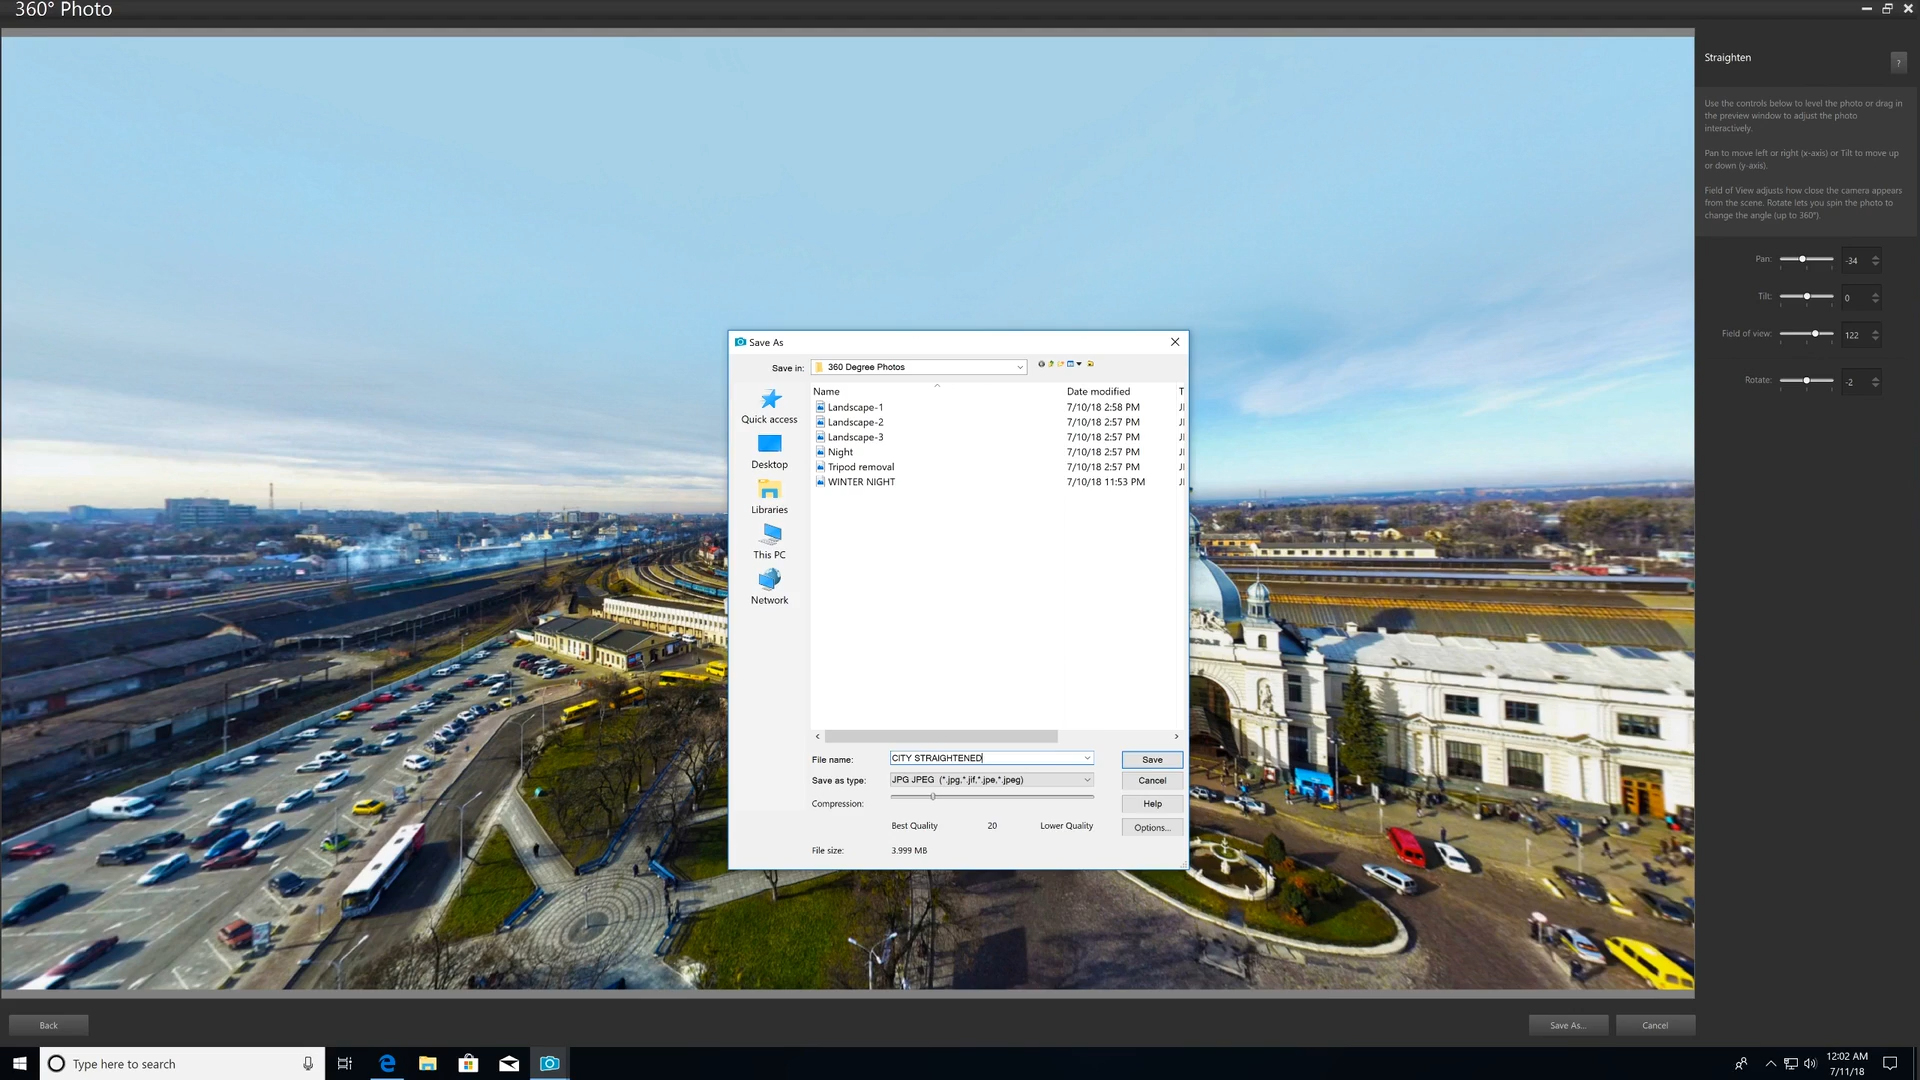 360° Photo
Straighten
?
Use the controls below to level the photo or drag in
the preview window to adjust the photo
interactively.
Pan to move left or right (x-axis) or Tilt to move up
or down (y-axis).
Field of View adjusts how close the camera appears
from the scene. Rotate lets you spin the photo to
change the angle (up to 360°).
Pan: -34
Tilt: 0
Field of view: 122
Rotate: -2
Save As
Save in: 360 Degree Photos
Quick access
Desktop
Libraries
This PC
Network
Name Date modified T
Landscape-1 7/10/18 2:58 PM JI
Landscape-2 7/10/18 2:57 PM JI
Landscape-3 7/10/18 2:57 PM JI
Night 7/10/18 2:57 PM JI
Tripod removal 7/10/18 2:57 PM JI
WINTER NIGHT 7/10/18 11:53 PM JI
File name: CITY STRAIGHTENED Save
Save as type: JPG JPEG (*.jpg,*.jif,*.jpe,*.jpeg) Cancel
Compression: Help
Best Quality 20 Lower Quality Options...
File size: 3.999 MB
Back Save As... Cancel
Type here to search
12:02 AM
7/11/18